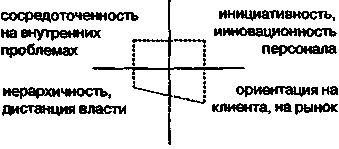 сосредоточенность
на внутренних
проблемах
инициативность,
инновационность
персонала
иерархичность,
дистанция власти
ориентация на
клиента, на рынок